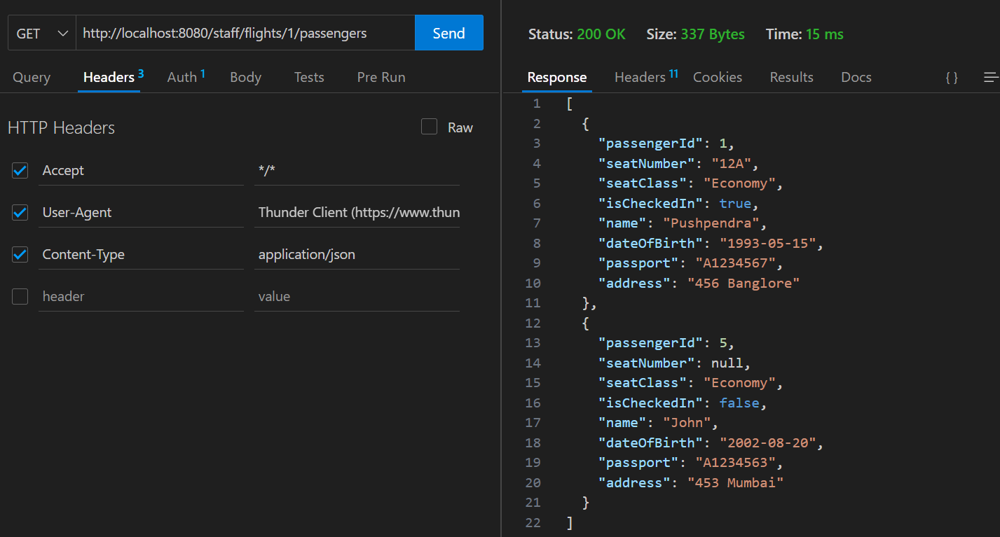 GET http://localhost:8080/staff/flights/1/passengers Send
Query Headers 3 Auth 1 Body Tests Pre Run
HTTP Headers Raw
Accept */*
User-Agent Thunder Client (https://www.thun
Content-Type application/json
header value
Status: 200 OK Size: 337 Bytes Time: 15 ms
Response Headers 11 Cookies Results Docs { }
1 [
2 {
3 "passengerId": 1,
4 "seatNumber": "12A",
5 "seatClass": "Economy",
6 "isCheckedIn": true,
7 "name": "Pushpendra",
8 "dateOfBirth": "1993-05-15",
9 "passport": "A1234567",
10 "address": "456 Banglore"
11 },
12 {
13 "passengerId": 5,
14 "seatNumber": null,
15 "seatClass": "Economy",
16 "isCheckedIn": false,
17 "name": "John",
18 "dateOfBirth": "2002-08-20",
19 "passport": "A1234563",
20 "address": "453 Mumbai"
21 }
22 ]